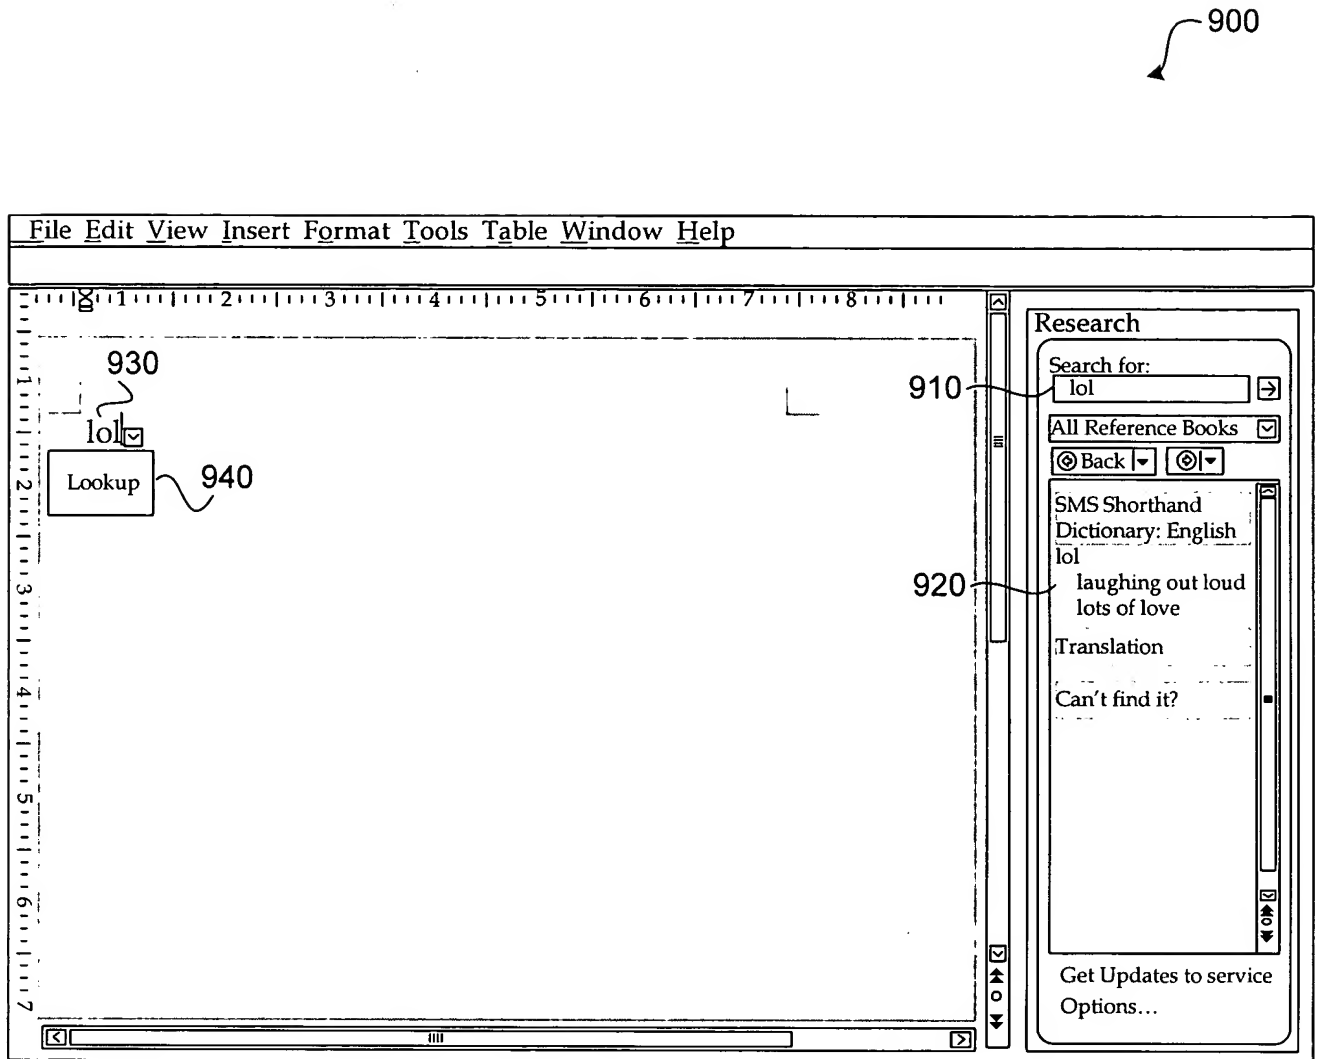 900
File Edit View Insert Format Tools Table Window Help
1 2 3 4 5 6 7 8
1 2 3 4 5 6 7
930
lol
Lookup
940
Research
Search for:
910
lol
All Reference Books
Back
SMS Shorthand
Dictionary: English
lol
920
laughing out loud
lots of love
Translation
Can't find it?
Get Updates to service
Options...